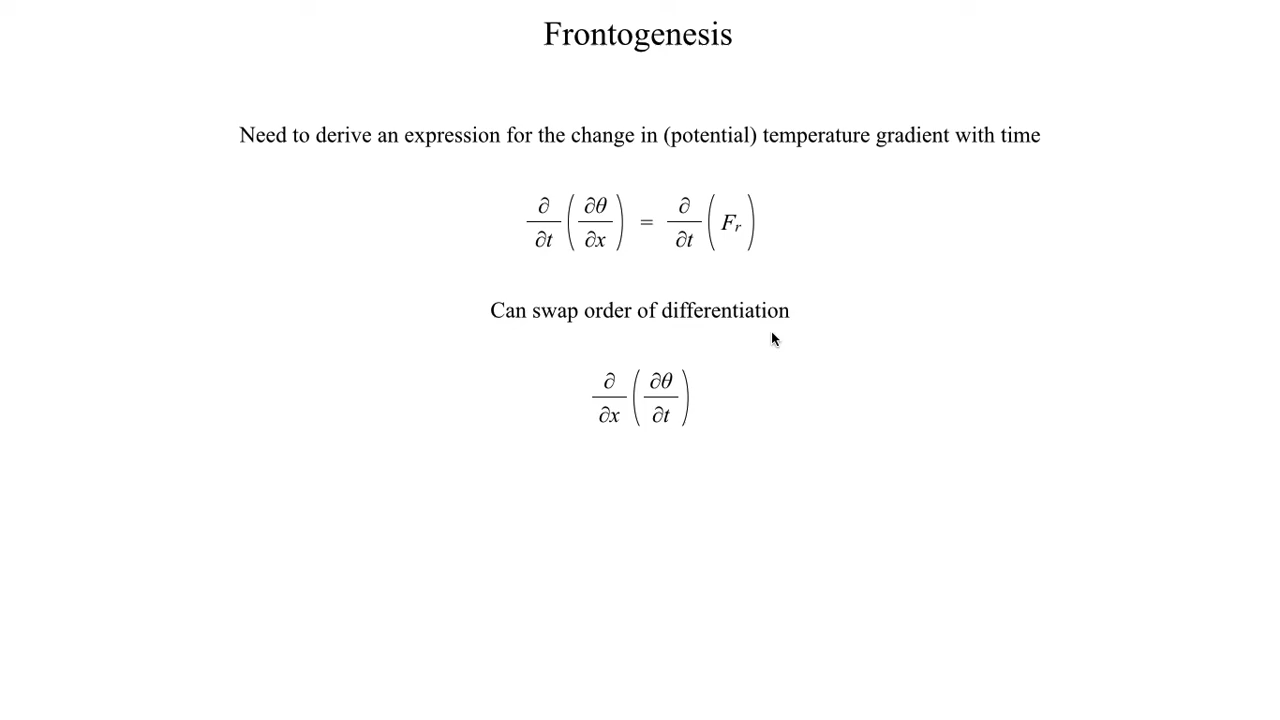 Frontogenesis
Need to derive an expression for the change in (potential) temperature gradient with time
∂/∂t (∂θ/∂x) = ∂/∂t (F_r)
Can swap order of differentiation
∂/∂x (∂θ/∂t)